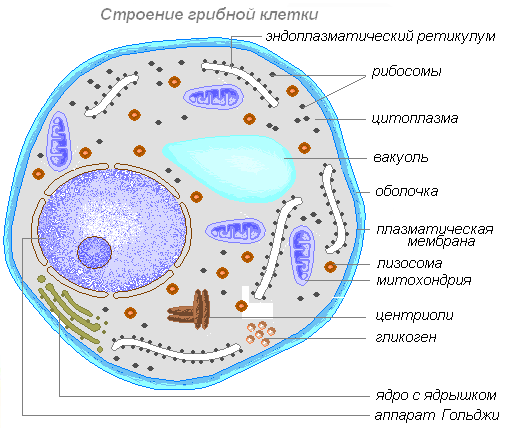 Строение грибной клетки
эндоплазматический ретикулум
рибосомы
цитоплазма
вакуоль
оболочка
плазматическая
мембрана
лизосома
митохондрия
центриоли
гликоген
ядро с ядрышком
аппарат Гольджи